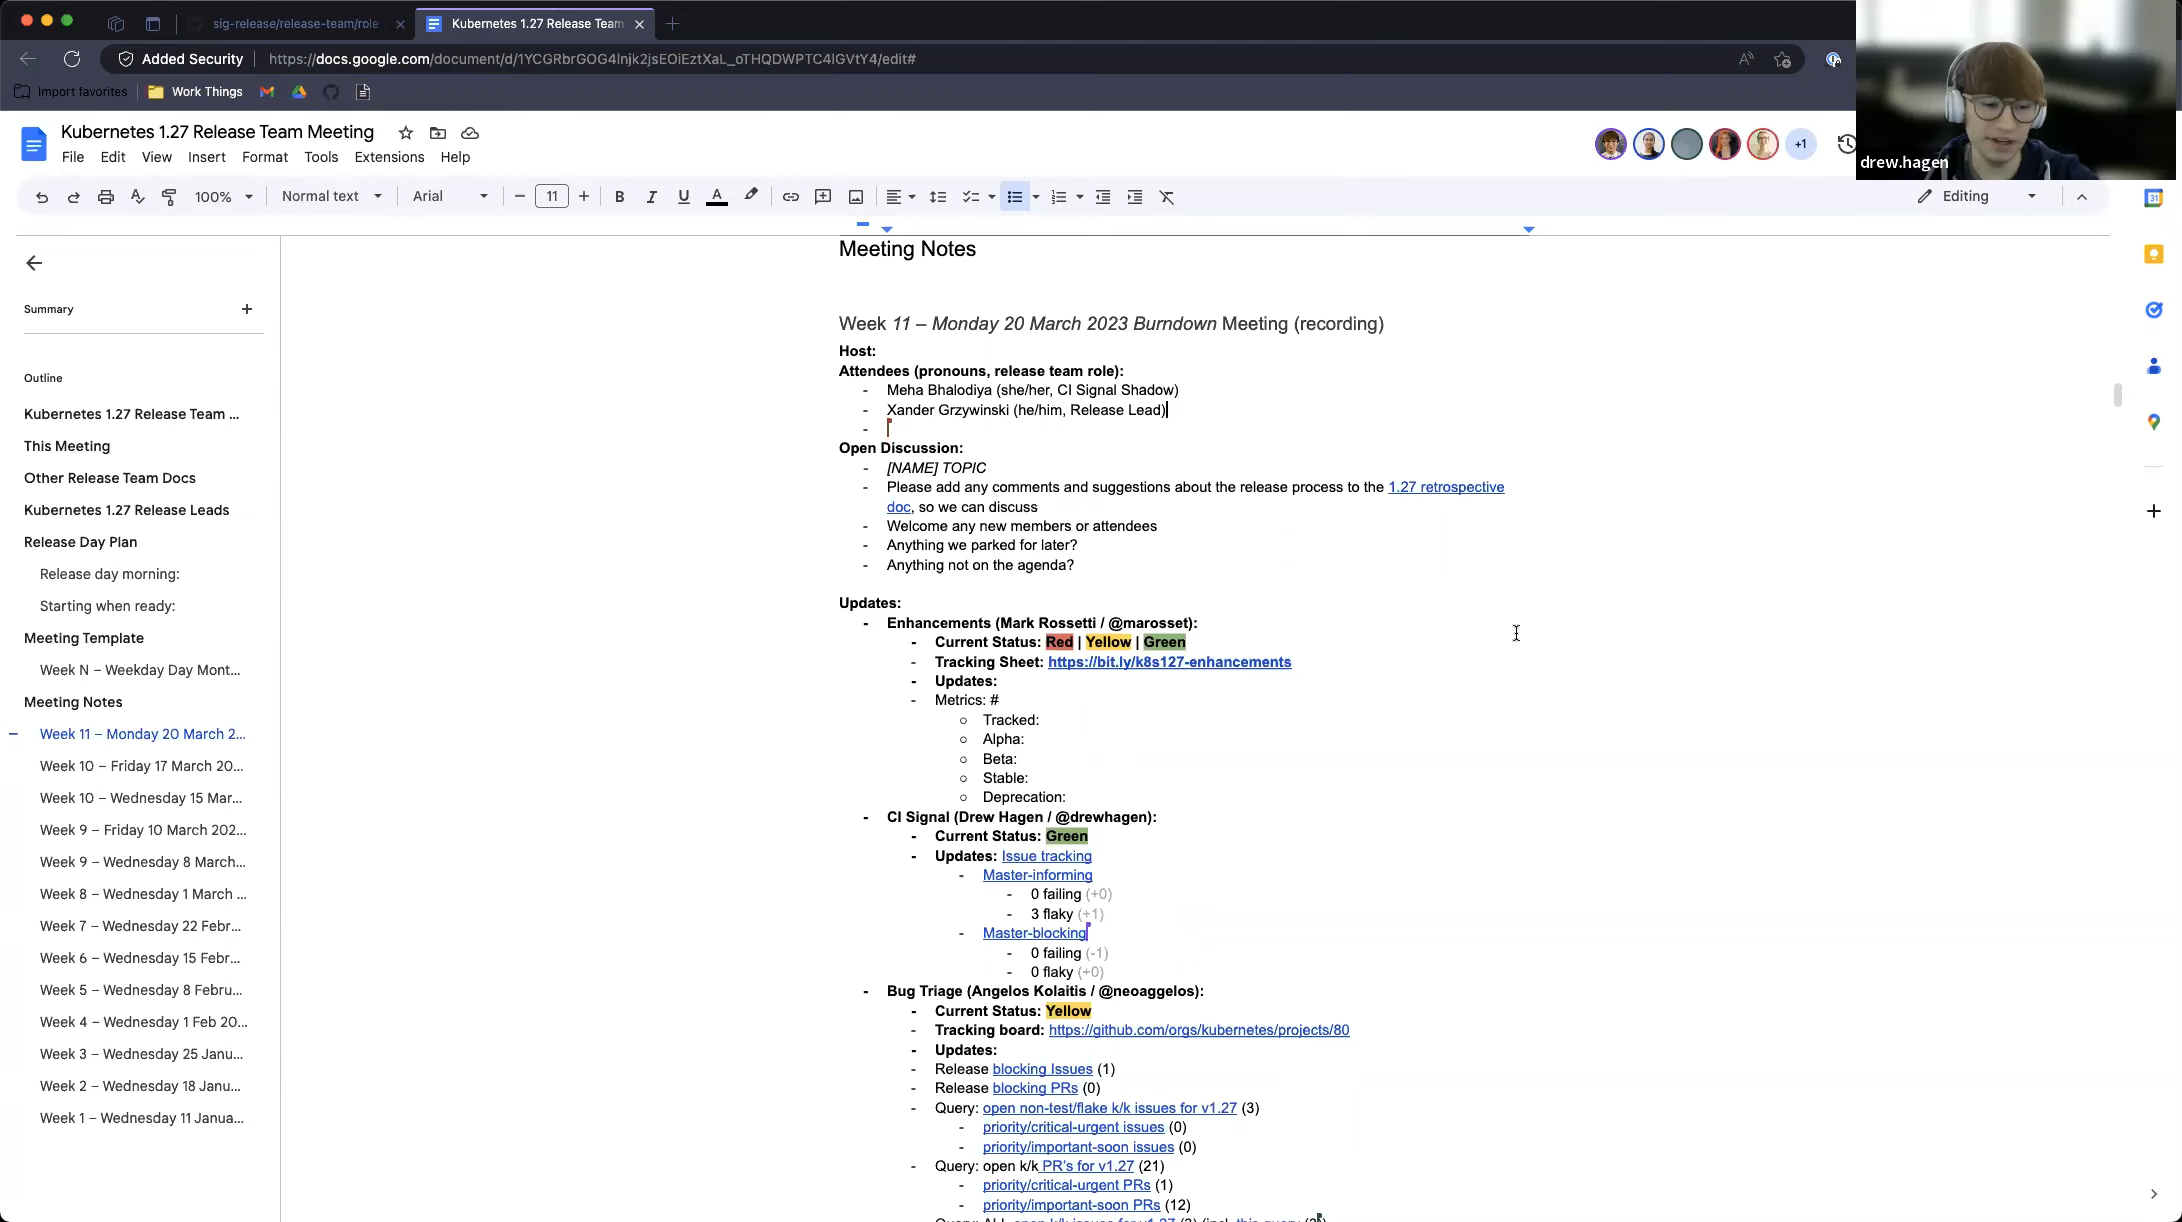 sig-release/release-team/role
Kubernetes 1.27 Release Team
Added Security
https://docs.google.com/document/d/1YCGRbrGOG4lnjk2jsEOiEztXaL_oTHQDWPTC4lGVtY4/edit#
Import favorites
Work Things
drew.hagen
Kubernetes 1.27 Release Team Meeting
File Edit View Insert Format Tools Extensions Help
+1
100% Normal text Arial 11 B I U A Editing
31
Summary
Outline
Kubernetes 1.27 Release Team ...
This Meeting
Other Release Team Docs
Kubernetes 1.27 Release Leads
Release Day Plan
Release day morning:
Starting when ready:
Meeting Template
Week N – Weekday Day Mont...
Meeting Notes
Week 11 – Monday 20 March 2...
Week 10 – Friday 17 March 20...
Week 10 – Wednesday 15 Mar...
Week 9 – Friday 10 March 202...
Week 9 – Wednesday 8 March...
Week 8 – Wednesday 1 March ...
Week 7 – Wednesday 22 Febr...
Week 6 – Wednesday 15 Febr...
Week 5 – Wednesday 8 Februa...
Week 4 – Wednesday 1 Feb 20...
Week 3 – Wednesday 25 Janu...
Week 2 – Wednesday 18 Janu...
Week 1 – Wednesday 11 Janua...
Meeting Notes
Week 11 – Monday 20 March 2023 Burndown Meeting (recording)
Host:
Attendees (pronouns, release team role):
- Meha Bhalodiya (she/her, CI Signal Shadow)
- Xander Grzywinski (he/him, Release Lead)
-
Open Discussion:
- [NAME] TOPIC
- Please add any comments and suggestions about the release process to the 1.27 retrospective
doc, so we can discuss
- Welcome any new members or attendees
- Anything we parked for later?
- Anything not on the agenda?
Updates:
- Enhancements (Mark Rossetti / @marosset):
- Current Status: Red | Yellow | Green
- Tracking Sheet: https://bit.ly/k8s127-enhancements
- Updates:
- Metrics: #
○ Tracked:
○ Alpha:
○ Beta:
○ Stable:
○ Deprecation:
- CI Signal (Drew Hagen / @drewhagen):
- Current Status: Green
- Updates: Issue tracking
- Master-informing
- 0 failing (+0)
- 3 flaky (+1)
- Master-blocking
- 0 failing (-1)
- 0 flaky (+0)
- Bug Triage (Angelos Kolaitis / @neoaggelos):
- Current Status: Yellow
- Tracking board: https://github.com/orgs/kubernetes/projects/80
- Updates:
- Release blocking Issues (1)
- Release blocking PRs (0)
- Query: open non-test/flake k/k issues for v1.27 (3)
- priority/critical-urgent issues (0)
- priority/important-soon issues (0)
- Query: open k/k PR's for v1.27 (21)
- priority/critical-urgent PRs (1)
- priority/important-soon PRs (12)